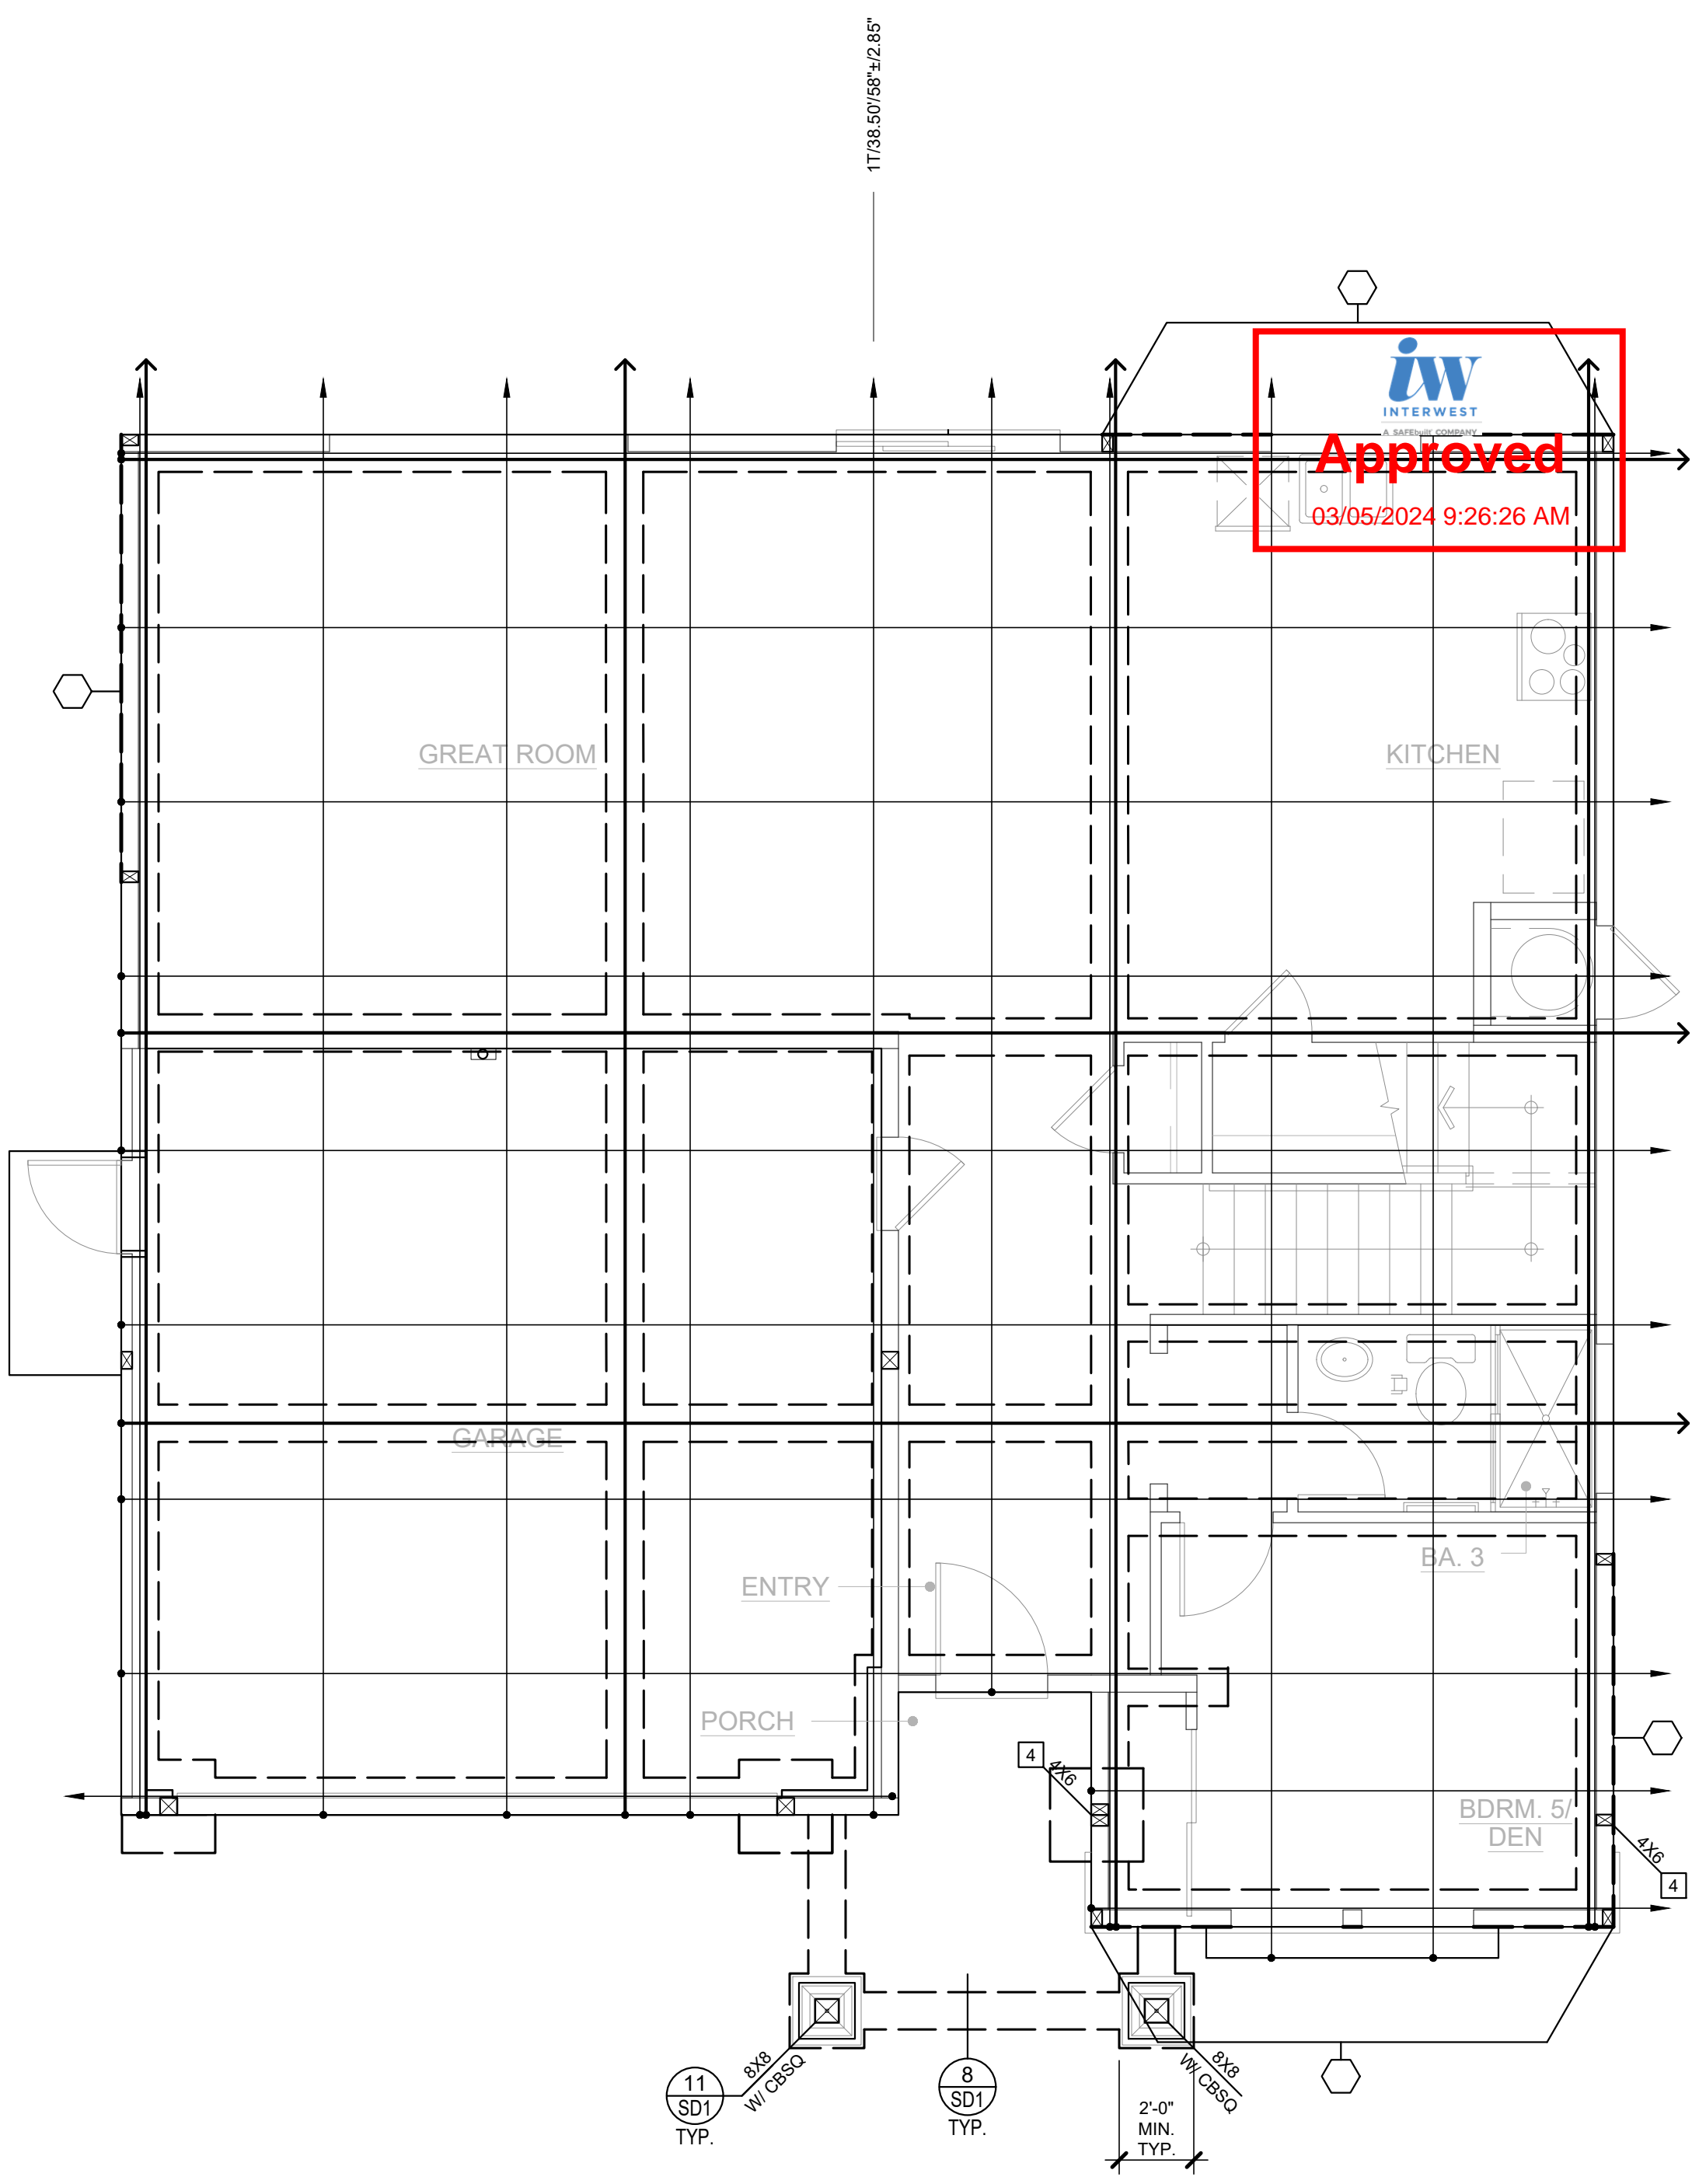 1T/38.50'/58"±/2.85"
iw
INTERWEST
A SAFEbuilt COMPANY
Approved
03/05/2024 9:26:26 AM
GREAT ROOM
KITCHEN
GARAGE
BA. 3
ENTRY
PORCH
4
4X6
BDRM. 5/
DEN
4X6
4
11
SD1
TYP.
8X8
W/ CBSQ
8
SD1
TYP.
8X8
W/ CBSQ
2'-0"
MIN.
TYP.